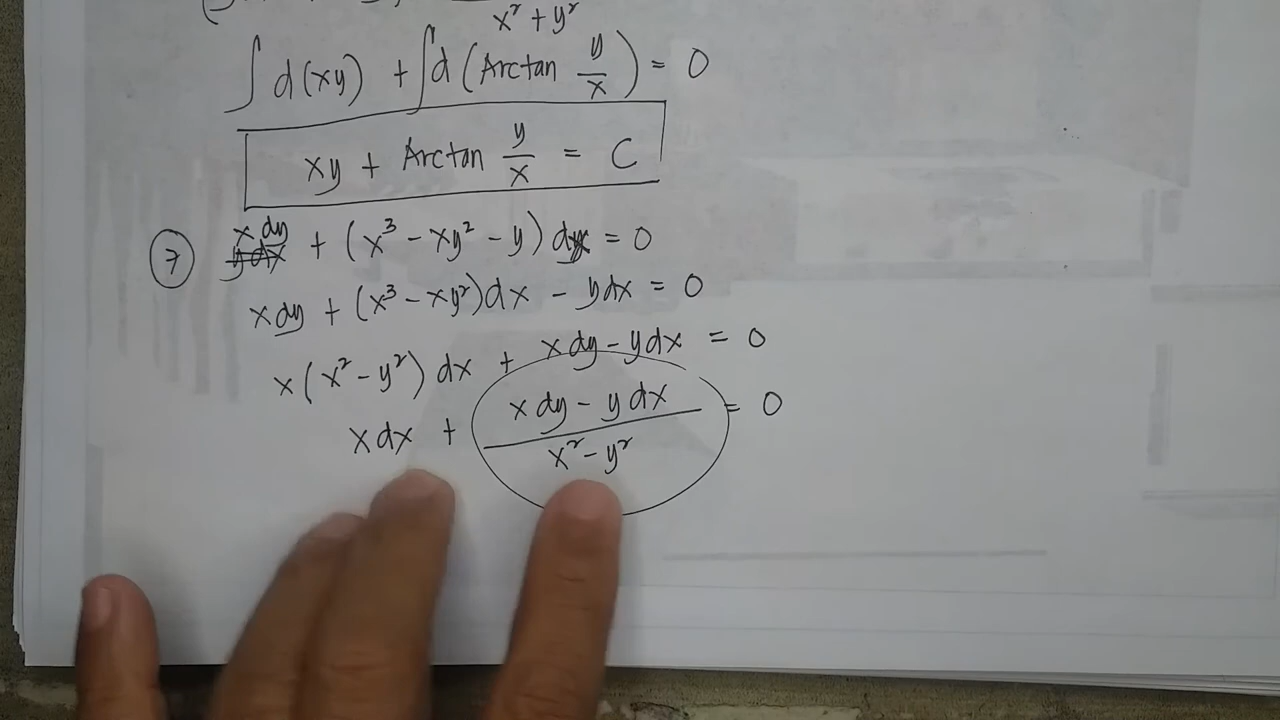 x² + y²
∫ d(xy) + ∫ d (Arctan y/x) = 0
xy + Arctan y/x = C
⑦ x dy + (x³ - xy² - y) dx = 0
x dy + (x³ - xy²) dx - y dx = 0
x(x² - y²) dx + x dy - y dx = 0
x dx + (x dy - y dx)/(x² - y²) = 0